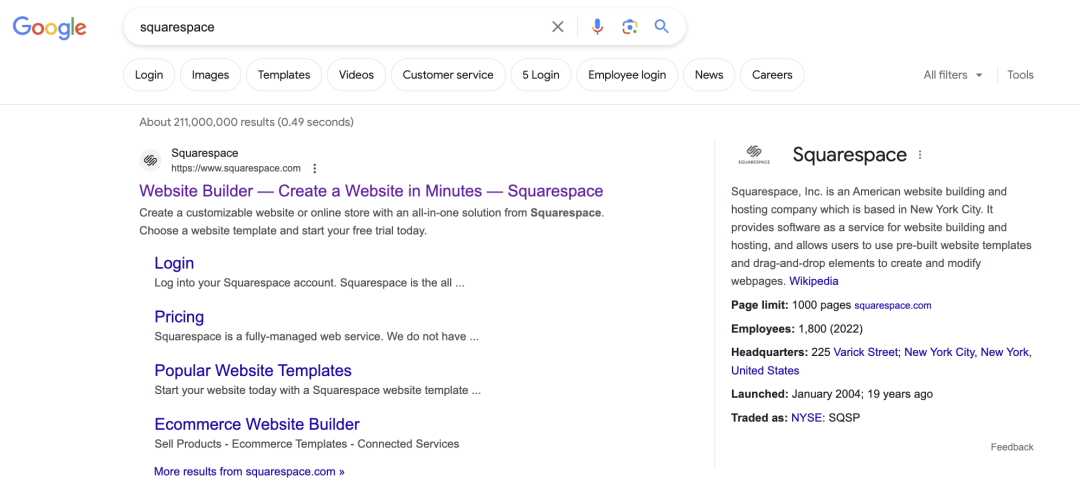 Google
squarespace
Login Images Templates Videos Customer service 5 Login Employee login News Careers All filters Tools
About 211,000,000 results (0.49 seconds)
Squarespace
https://www.squarespace.com
Website Builder — Create a Website in Minutes — Squarespace
Create a customizable website or online store with an all-in-one solution from Squarespace.
Choose a website template and start your free trial today.
Login
Log into your Squarespace account. Squarespace is the all ...
Pricing
Squarespace is a fully-managed web service. We do not have ...
Popular Website Templates
Start your website today with a Squarespace website template ...
Ecommerce Website Builder
Sell Products - Ecommerce Templates - Connected Services
More results from squarespace.com »
SQUARESPACE
Squarespace
Squarespace, Inc. is an American website building and
hosting company which is based in New York City. It
provides software as a service for website building and
hosting, and allows users to use pre-built website templates
and drag-and-drop elements to create and modify
webpages. Wikipedia
Page limit: 1000 pages squarespace.com
Employees: 1,800 (2022)
Headquarters: 225 Varick Street; New York City, New York,
United States
Launched: January 2004; 19 years ago
Traded as: NYSE: SQSP
Feedback